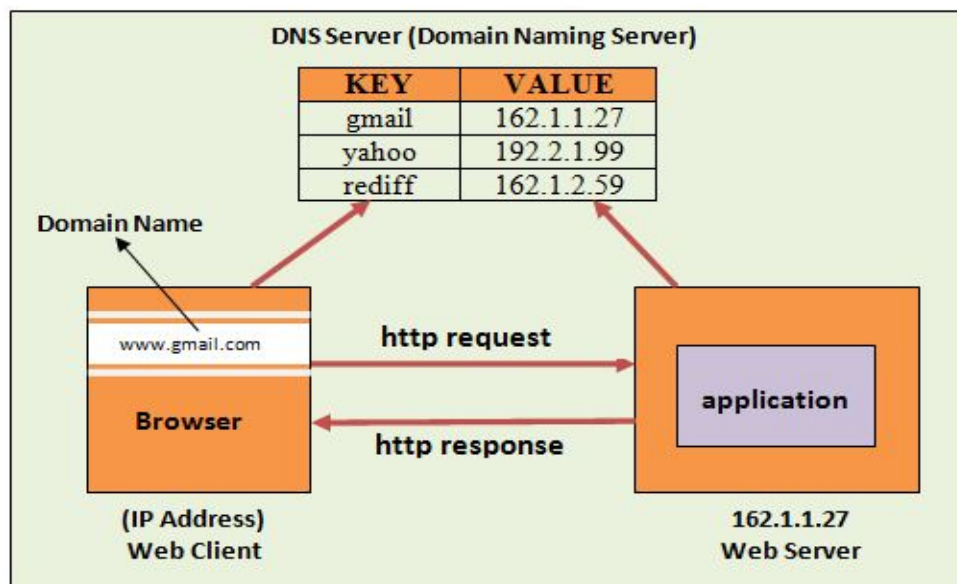 DNS Server (Domain Naming Server)
KEY VALUE
gmail 162.1.1.27
yahoo 192.2.1.99
rediff 162.1.2.59
Domain Name
www.gmail.com
Browser
http request
http response
application
(IP Address)
Web Client
162.1.1.27
Web Server